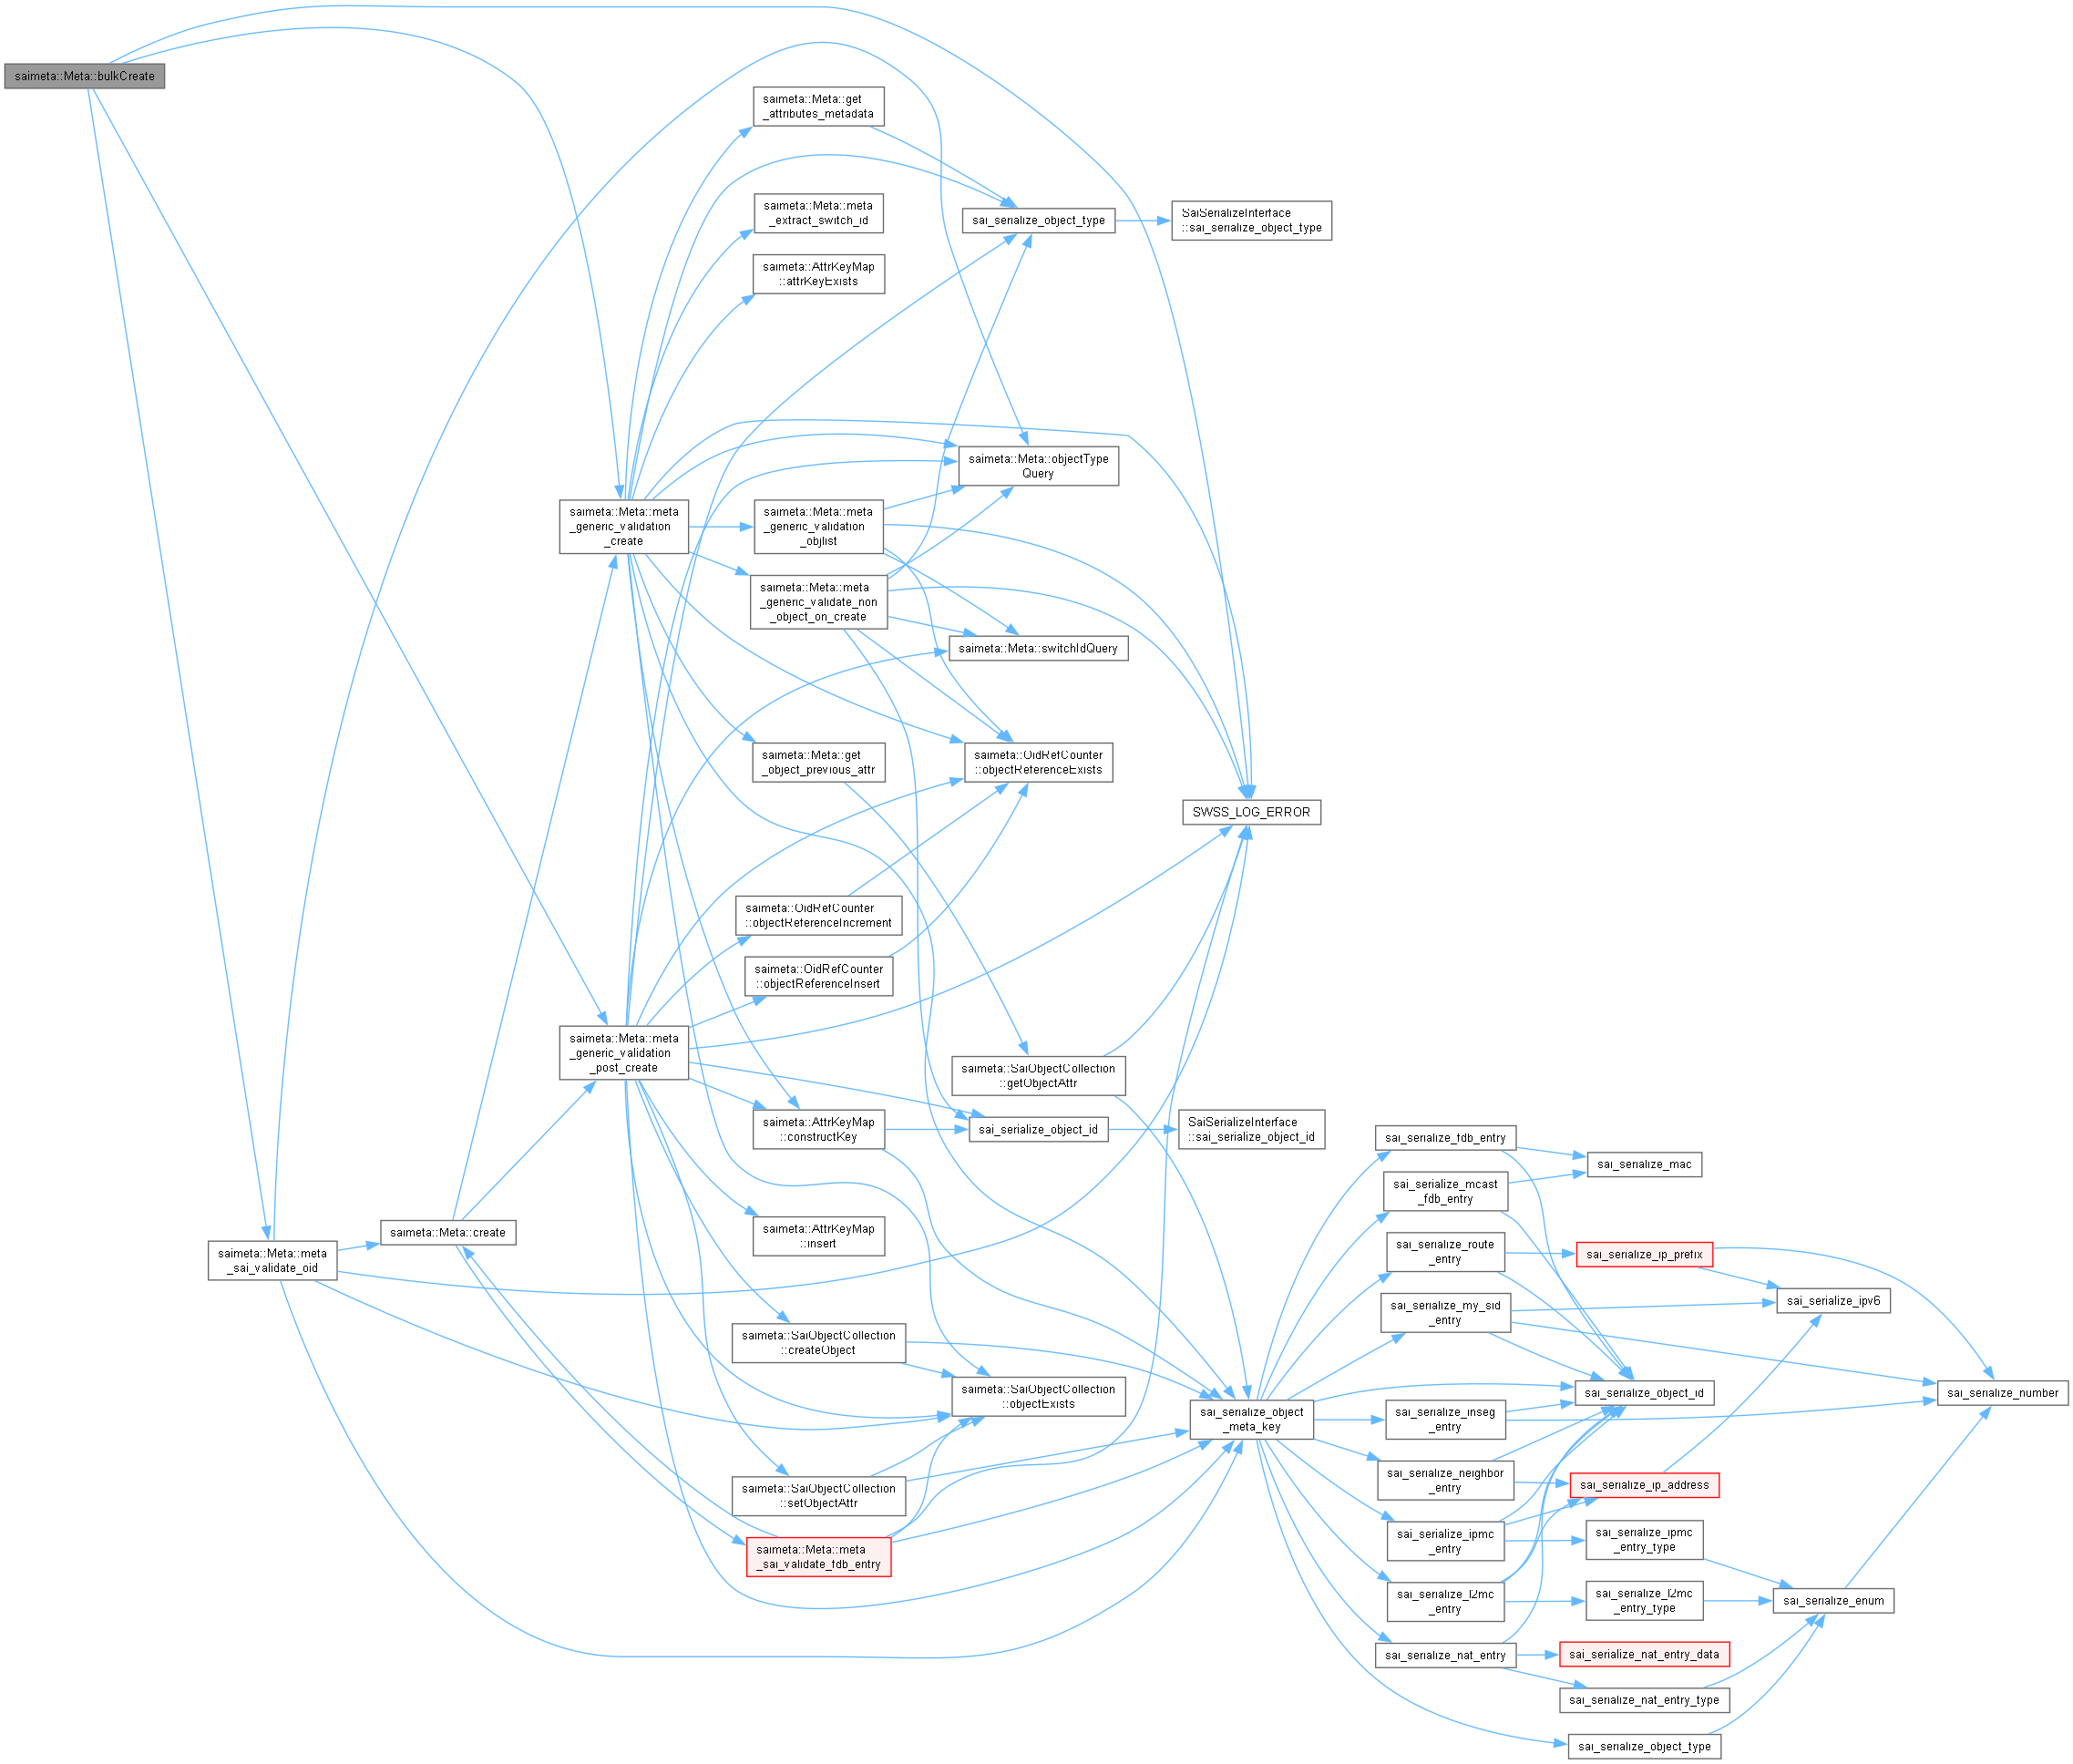 saimeta::Meta::bulkCreate
saimeta::Meta::meta
_sai_validate_oid
saimeta::Meta::create
saimeta::Meta::meta
_generic_validation
_create
saimeta::Meta::meta
_generic_validation
_post_create
saimeta::Meta::get
_attributes_metadata
saimeta::Meta::meta
_extract_switch_id
saimeta::AttrKeyMap
::attrKeyExists
saimeta::Meta::meta
_generic_validation
_objlist
saimeta::Meta::meta
_generic_validate_non
_object_on_create
saimeta::Meta::get
_object_previous_attr
saimeta::OidRefCounter
::objectReferenceIncrement
saimeta::OidRefCounter
::objectReferenceInsert
saimeta::AttrKeyMap
::constructKey
saimeta::AttrKeyMap
::insert
saimeta::SaiObjectCollection
::createObject
saimeta::SaiObjectCollection
::setObjectAttr
saimeta::Meta::meta
_sai_validate_fdb_entry
sai_serialize_object_type
saimeta::Meta::objectType
Query
saimeta::Meta::switchIdQuery
saimeta::OidRefCounter
::objectReferenceExists
saimeta::SaiObjectCollection
::getObjectAttr
sai_serialize_object_id
saimeta::SaiObjectCollection
::objectExists
SaiSerializeInterface
::sai_serialize_object_type
SWSS_LOG_ERROR
SaiSerializeInterface
::sai_serialize_object_id
sai_serialize_object
_meta_key
sai_serialize_fdb_entry
sai_serialize_mcast
_fdb_entry
sai_serialize_route
_entry
sai_serialize_my_sid
_entry
sai_serialize_inseg
_entry
sai_serialize_neighbor
_entry
sai_serialize_ipmc
_entry
sai_serialize_l2mc
_entry
sai_serialize_nat_entry
sai_serialize_mac
sai_serialize_ip_prefix
sai_serialize_object_id
sai_serialize_ip_address
sai_serialize_ipmc
_entry_type
sai_serialize_l2mc
_entry_type
sai_serialize_nat_entry_data
sai_serialize_nat_entry_type
sai_serialize_object_type
sai_serialize_ipv6
sai_serialize_enum
sai_serialize_number